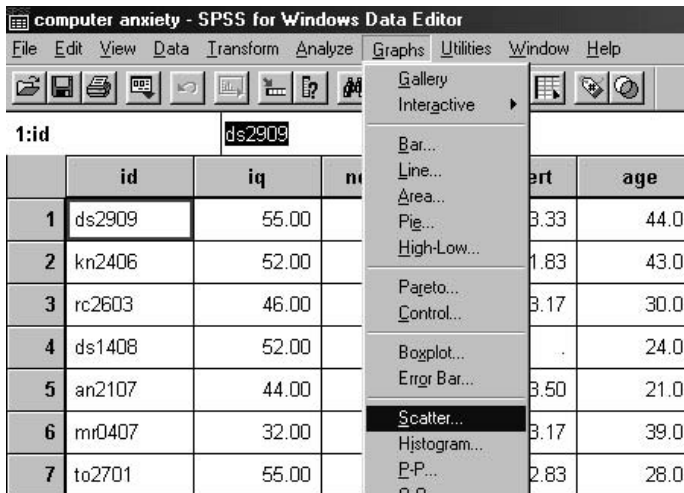 computer anxiety - SPSS for Windows Data Editor
File Edit View Data Transform Analyze Graphs Utilities Window Help
1:id ds2909
Gallery
Interactive
Bar...
Line...
Area...
Pie...
High-Low...
Pareto...
Control...
Boxplot...
Error Bar...
Scatter...
Histogram...
P-P...
id iq ert age
1 ds2909 55.00 3.33 44.0
2 kn2406 52.00 1.83 43.0
3 rc2603 46.00 3.17 30.0
4 ds1408 52.00 . 24.0
5 an2107 44.00 3.50 21.0
6 mr0407 32.00 3.17 39.0
7 to2701 55.00 2.83 28.0